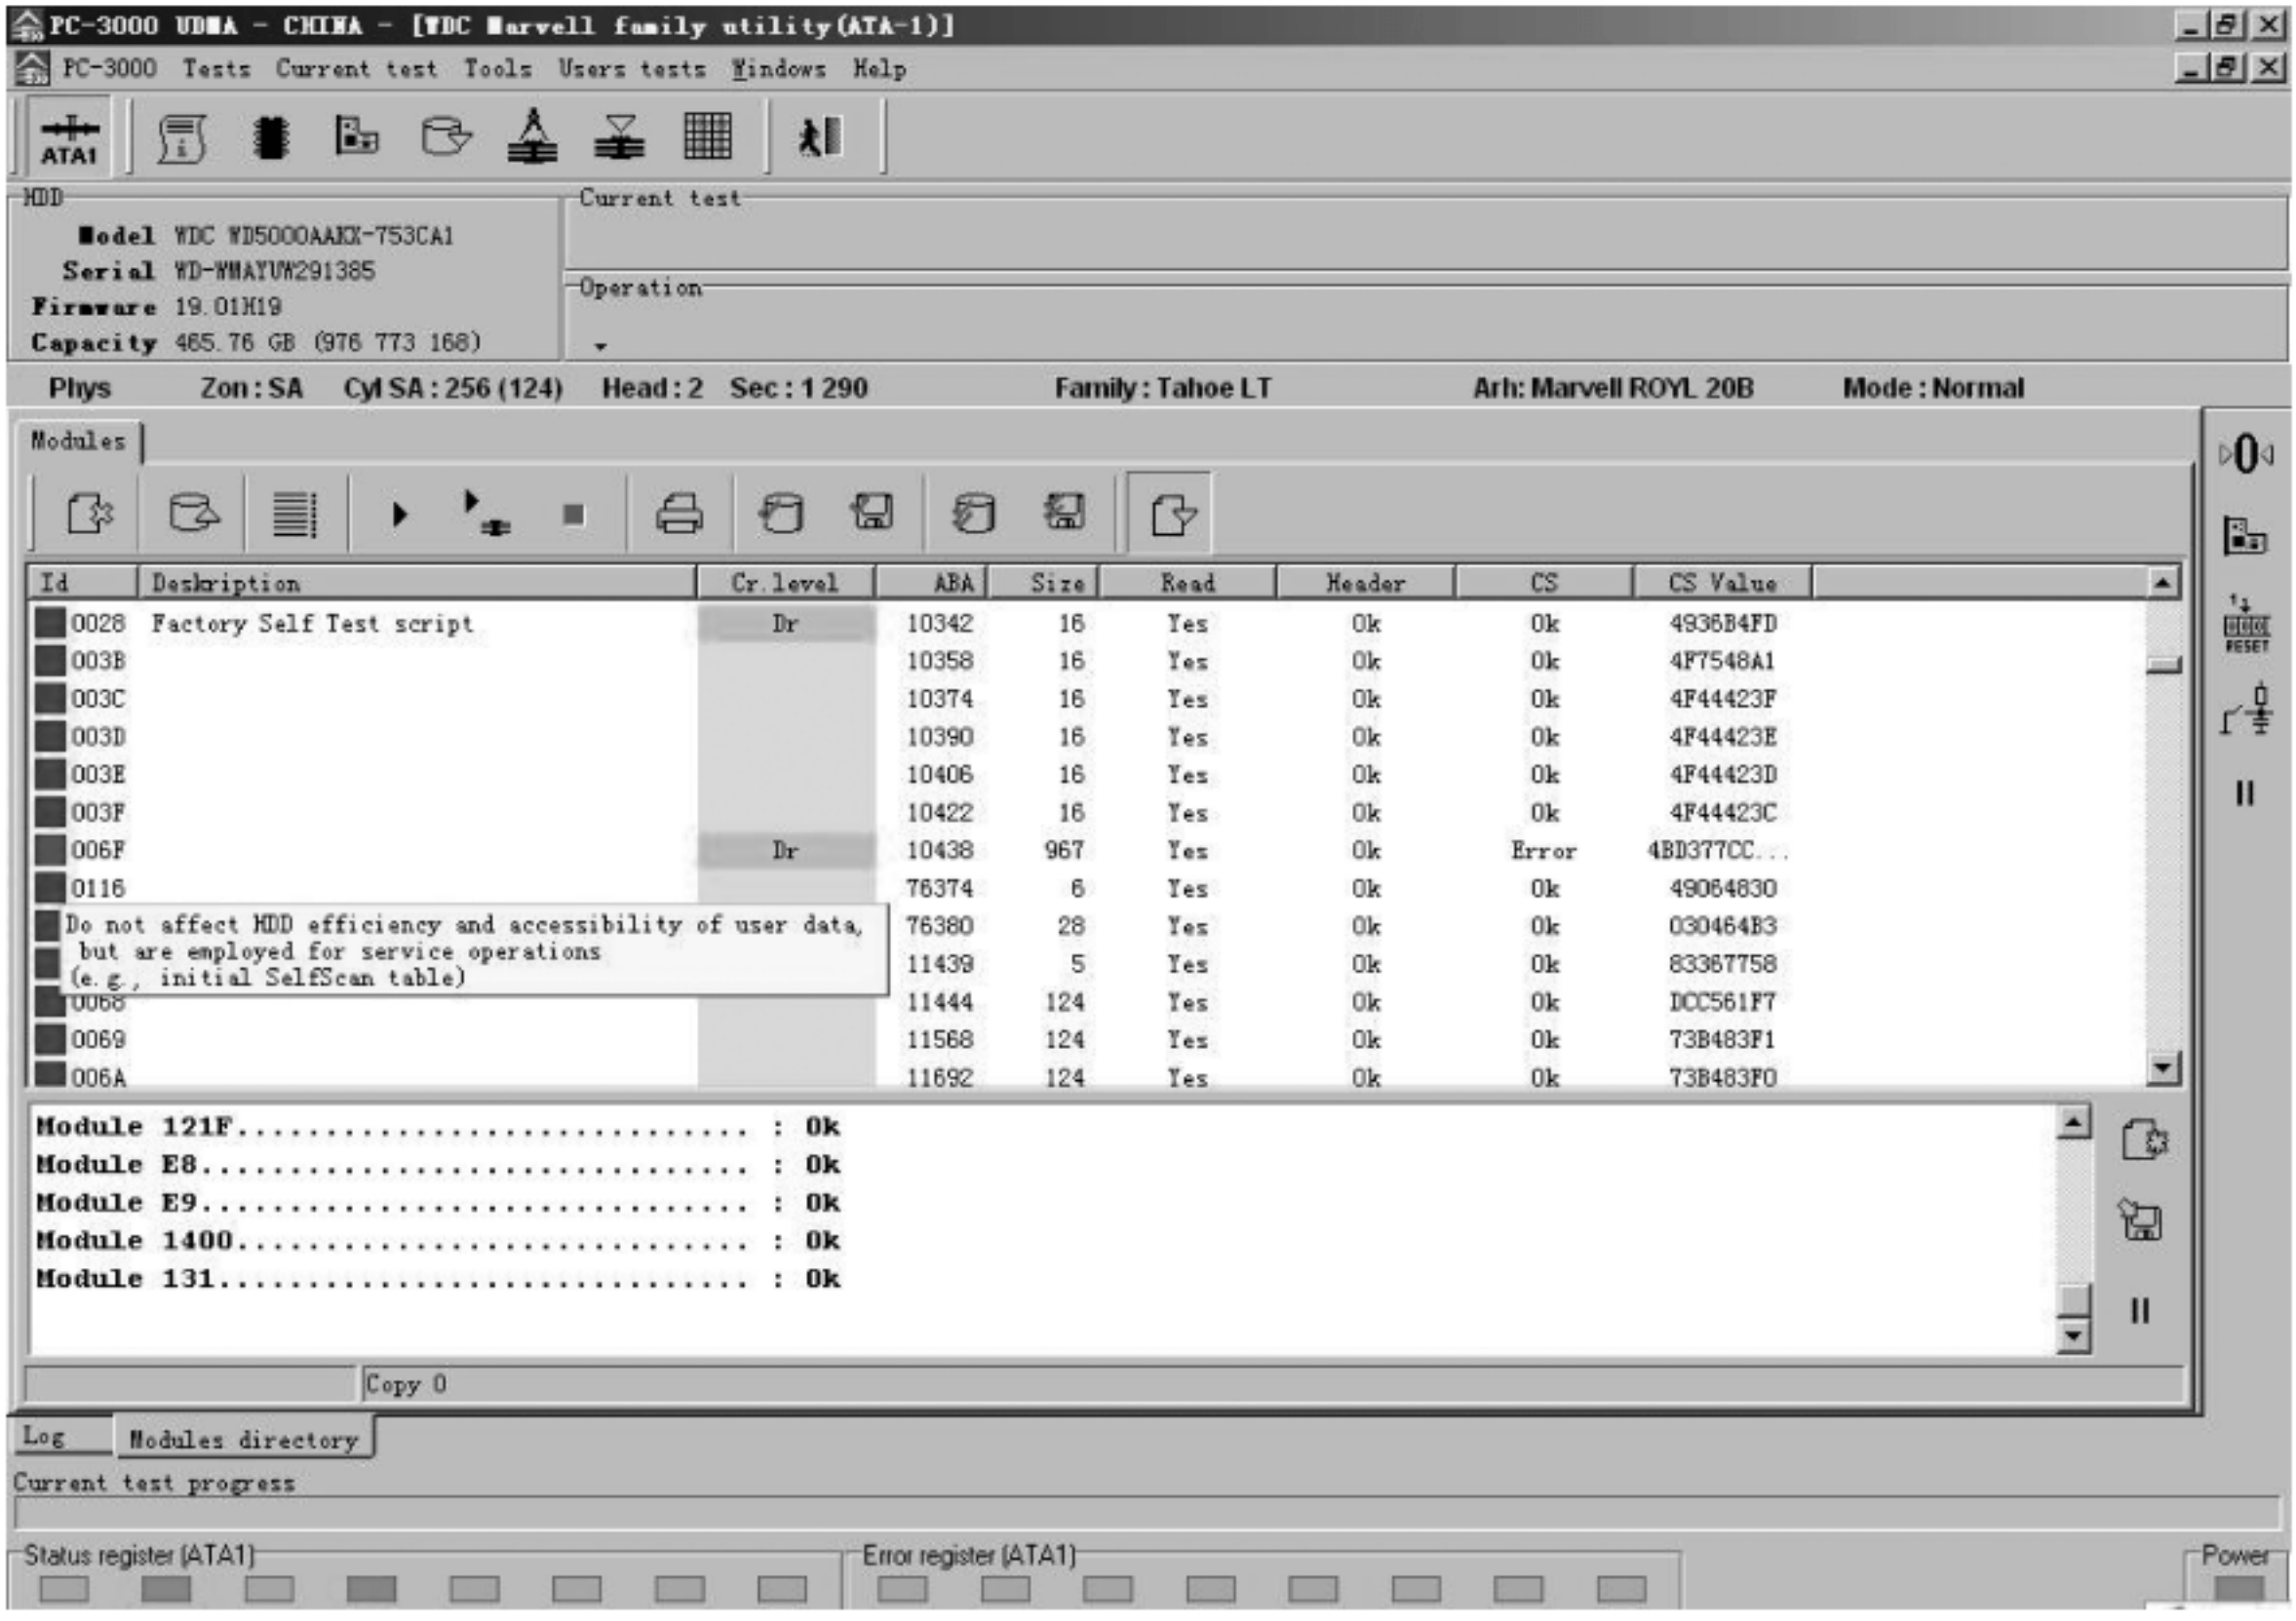 PC-3000 UDMA - CHINA - [WDC Marvell family utility(ATA-1)]
PC-3000 Tests Current test Tools Users tests Windows Help
ATA1
HDD
Model WDC WD5000AAKX-753CA1
Serial WD-WMAYUW291385
Firmware 19.01H19
Capacity 465.76 GB (976 773 168)
Current test
Operation
Phys Zon : SA Cyl SA : 256 (124) Head : 2 Sec : 1 290 Family : Tahoe LT Arh: Marvell ROYL 20B Mode : Normal
Modules
Id Deskription Cr.level ABA Size Read Header CS CS Value
0028 Factory Self Test script Dr 10342 16 Yes Ok Ok 4936B4FD
003B 10358 16 Yes Ok Ok 4F7548A1
003C 10374 16 Yes Ok Ok 4F44423F
003D 10390 16 Yes Ok Ok 4F44423E
003E 10406 16 Yes Ok Ok 4F44423D
003F 10422 16 Yes Ok Ok 4F44423C
006F Dr 10438 967 Yes Ok Error 4BD377CC...
0116 76374 6 Yes Ok Ok 49064830
76380 28 Yes Ok Ok 030464B3
11439 5 Yes Ok Ok 83367758
Do not affect HDD efficiency and accessibility of user data,
but are employed for service operations
(e.g., initial SelfScan table)
0068 11444 124 Yes Ok Ok DCC561F7
0069 11568 124 Yes Ok Ok 73B483F1
006A 11692 124 Yes Ok Ok 73B483F0
Module 121F.............................. : Ok
Module E8................................ : Ok
Module E9................................ : Ok
Module 1400.............................. : Ok
Module 131............................... : Ok
Copy 0
Log Modules directory
Current test progress
Status register (ATA1) Error register (ATA1) Power
0
RESET